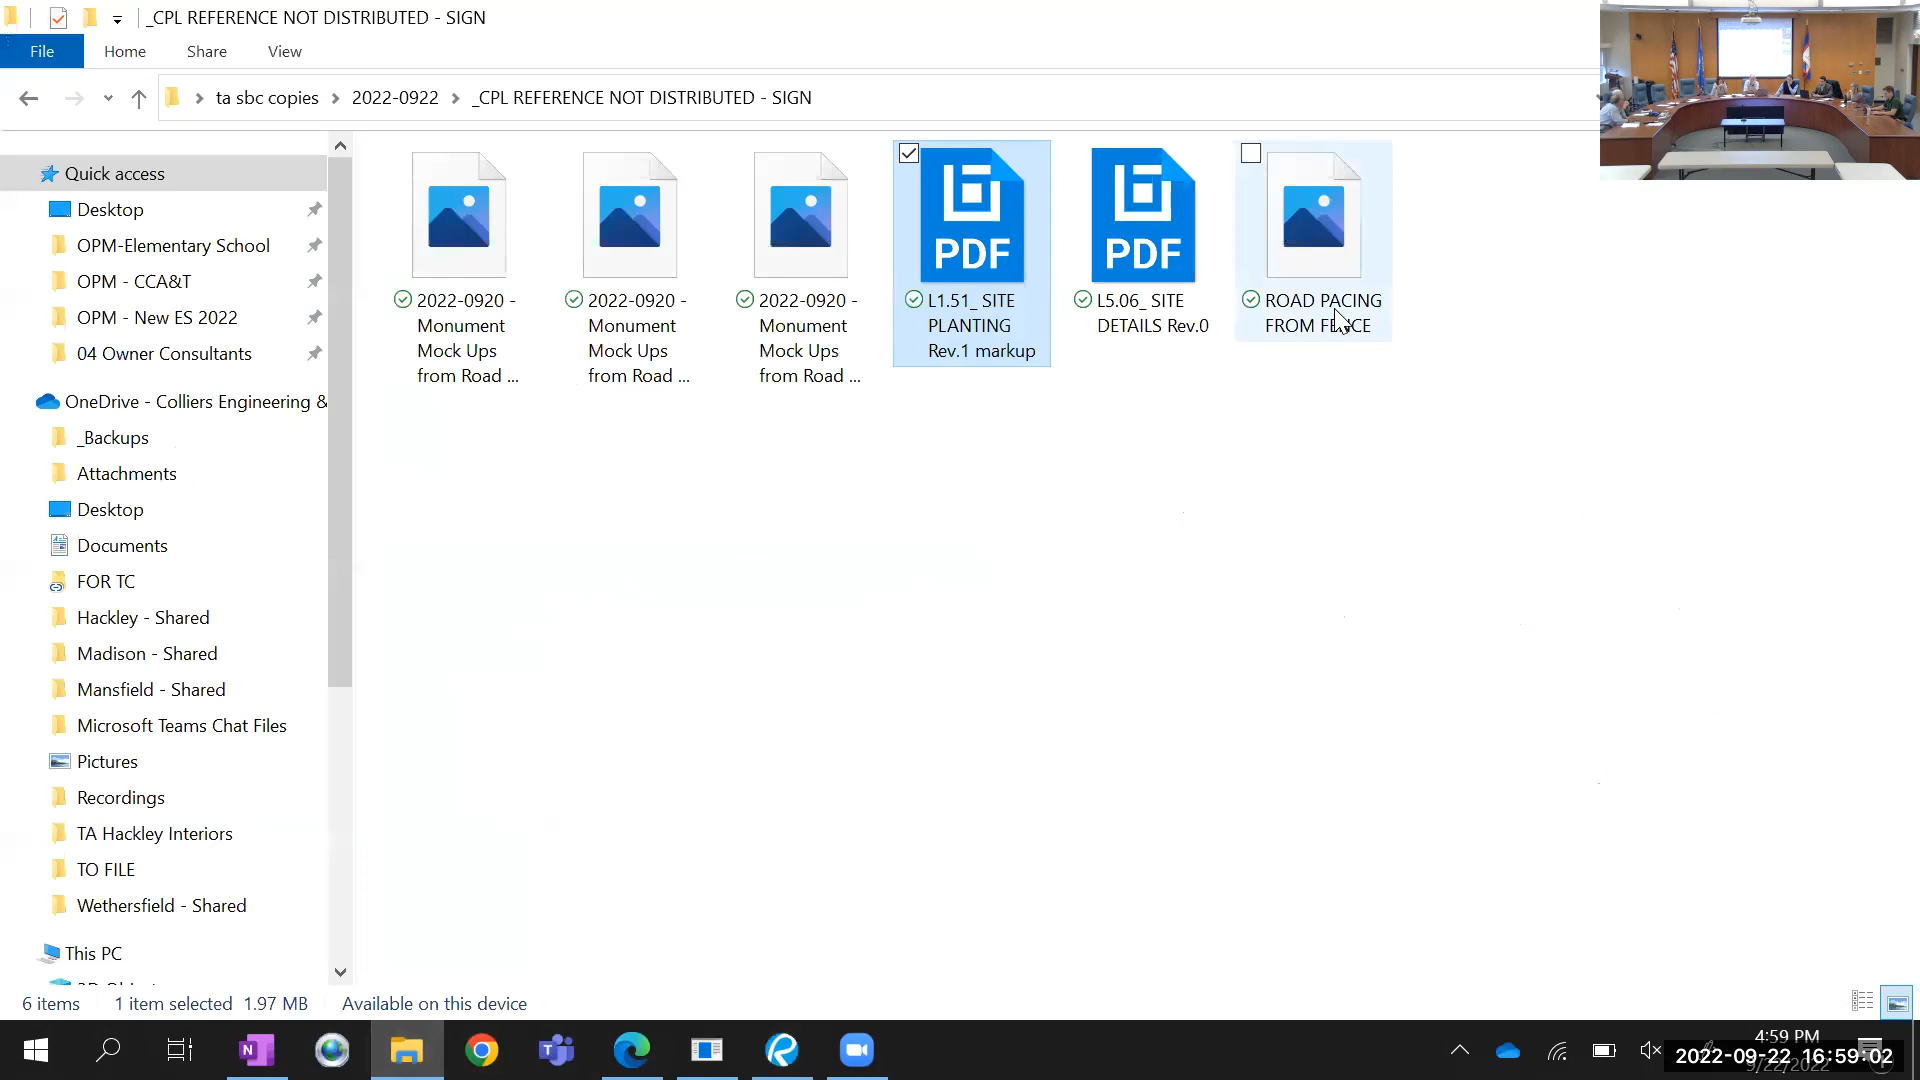 _CPL REFERENCE NOT DISTRIBUTED - SIGN
File Home Share View
ta sbc copies 2022-0922 _CPL REFERENCE NOT DISTRIBUTED - SIGN
Quick access
Desktop
OPM-Elementary School
OPM - CCA&T
OPM - New ES 2022
04 Owner Consultants
OneDrive - Colliers Engineering &
_Backups
Attachments
Desktop
Documents
FOR TC
Hackley - Shared
Madison - Shared
Mansfield - Shared
Microsoft Teams Chat Files
Pictures
Recordings
TA Hackley Interiors
TO FILE
Wethersfield - Shared
This PC
2022-0920 -
Monument
Mock Ups
from Road ...
2022-0920 -
Monument
Mock Ups
from Road ...
2022-0920 -
Monument
Mock Ups
from Road ...
PDF
L1.51_ SITE
PLANTING
Rev.1 markup
PDF
L5.06_ SITE
DETAILS Rev.0
ROAD PACING
FROM FENCE
6 items 1 item selected 1.97 MB Available on this device
4:59 PM
2022-09-22 16:59:02
9/22/2022